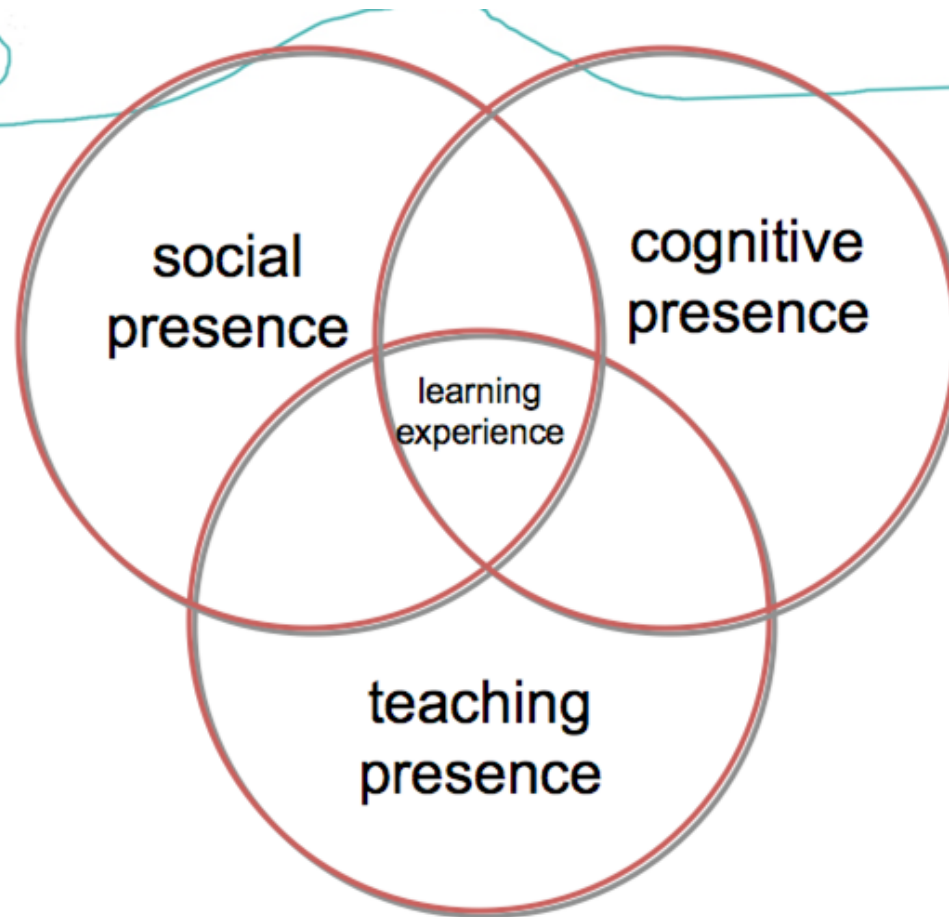 social
presence
cognitive
presence
learning
experience
teaching
presence